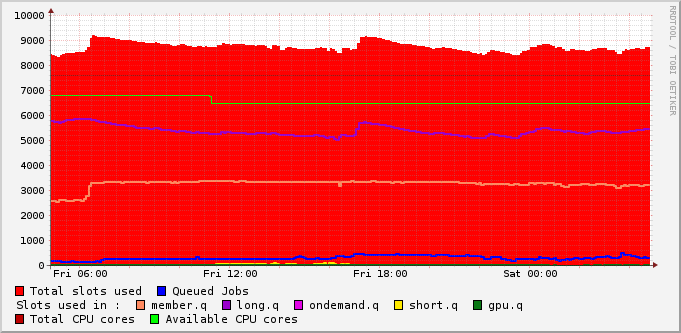 10000
9000
8000
7000
6000
5000
4000
3000
2000
1000
0
Fri 06:00 Fri 12:00 Fri 18:00 Sat 00:00
Total slots used Queued Jobs
Slots used in : member.q long.q ondemand.q short.q gpu.q
Total CPU cores Available CPU cores
RRDTOOL / TOBI OETIKER